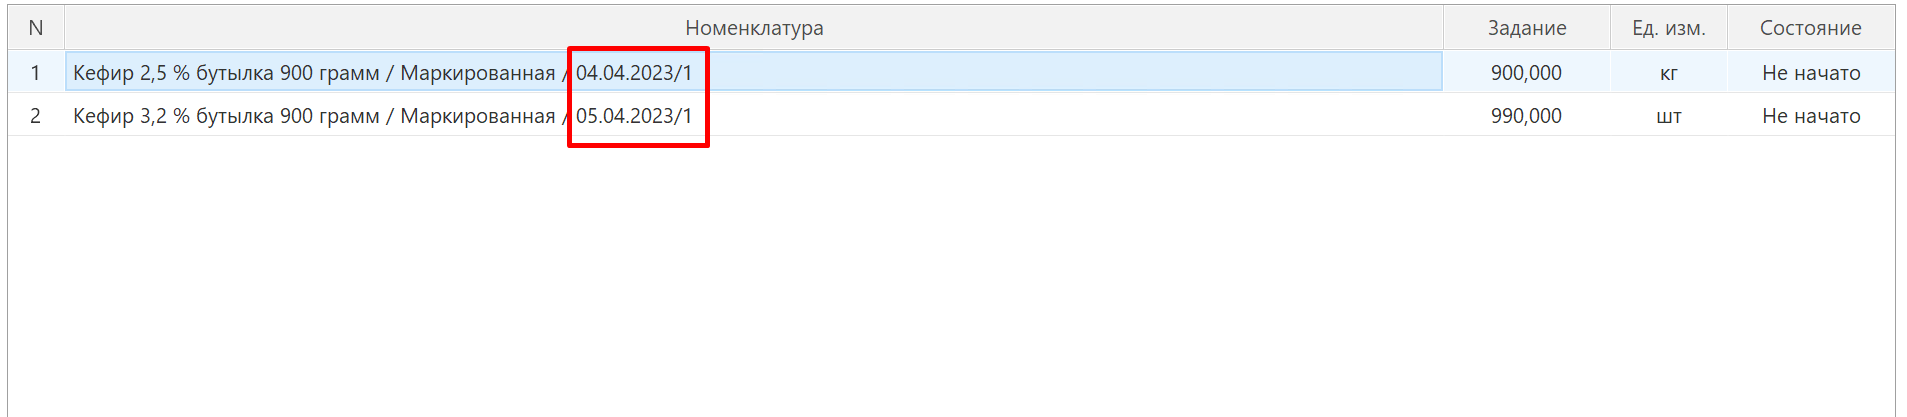 N Номенклатура Задание Ед. изм. Состояние
1 Кефир 2,5 % бутылка 900 грамм / Маркированная / 04.04.2023/1 900,000 кг Не начато
2 Кефир 3,2 % бутылка 900 грамм / Маркированная / 05.04.2023/1 990,000 шт Не начато